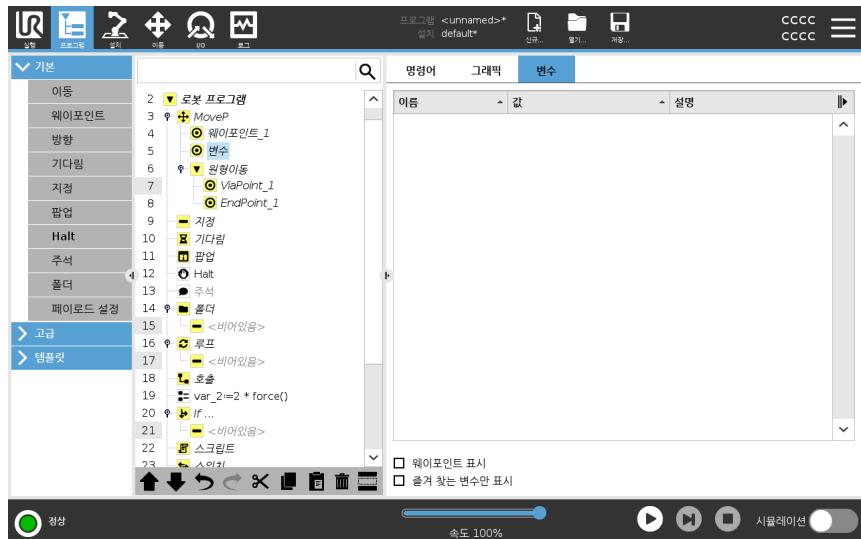 UR
실행 프로그램 설치 이동 I/O 로그
프로그램 <unnamed>*
설치 default*
신규... 열기... 저장...
CCCC
CCCC
기본
이동
웨이포인트
방향
기다림
지정
팝업
Halt
주석
폴더
페이로드 설정
고급
템플릿
2 로봇 프로그램
3 MoveP
4 웨이포인트_1
5 변수
6 원형이동
7 ViaPoint_1
8 EndPoint_1
9 지정
10 기다림
11 팝업
12 Halt
13 주석
14 폴더
15 <비어있음>
16 루프
17 <비어있음>
18 호출
19 var_2≔2 * force()
20 If ...
21 <비어있음>
22 스크립트
23 스위치
명령어 그래픽 변수
이름 값 설명
웨이포인트 표시
즐겨 찾는 변수만 표시
정상
속도 100%
시뮬레이션